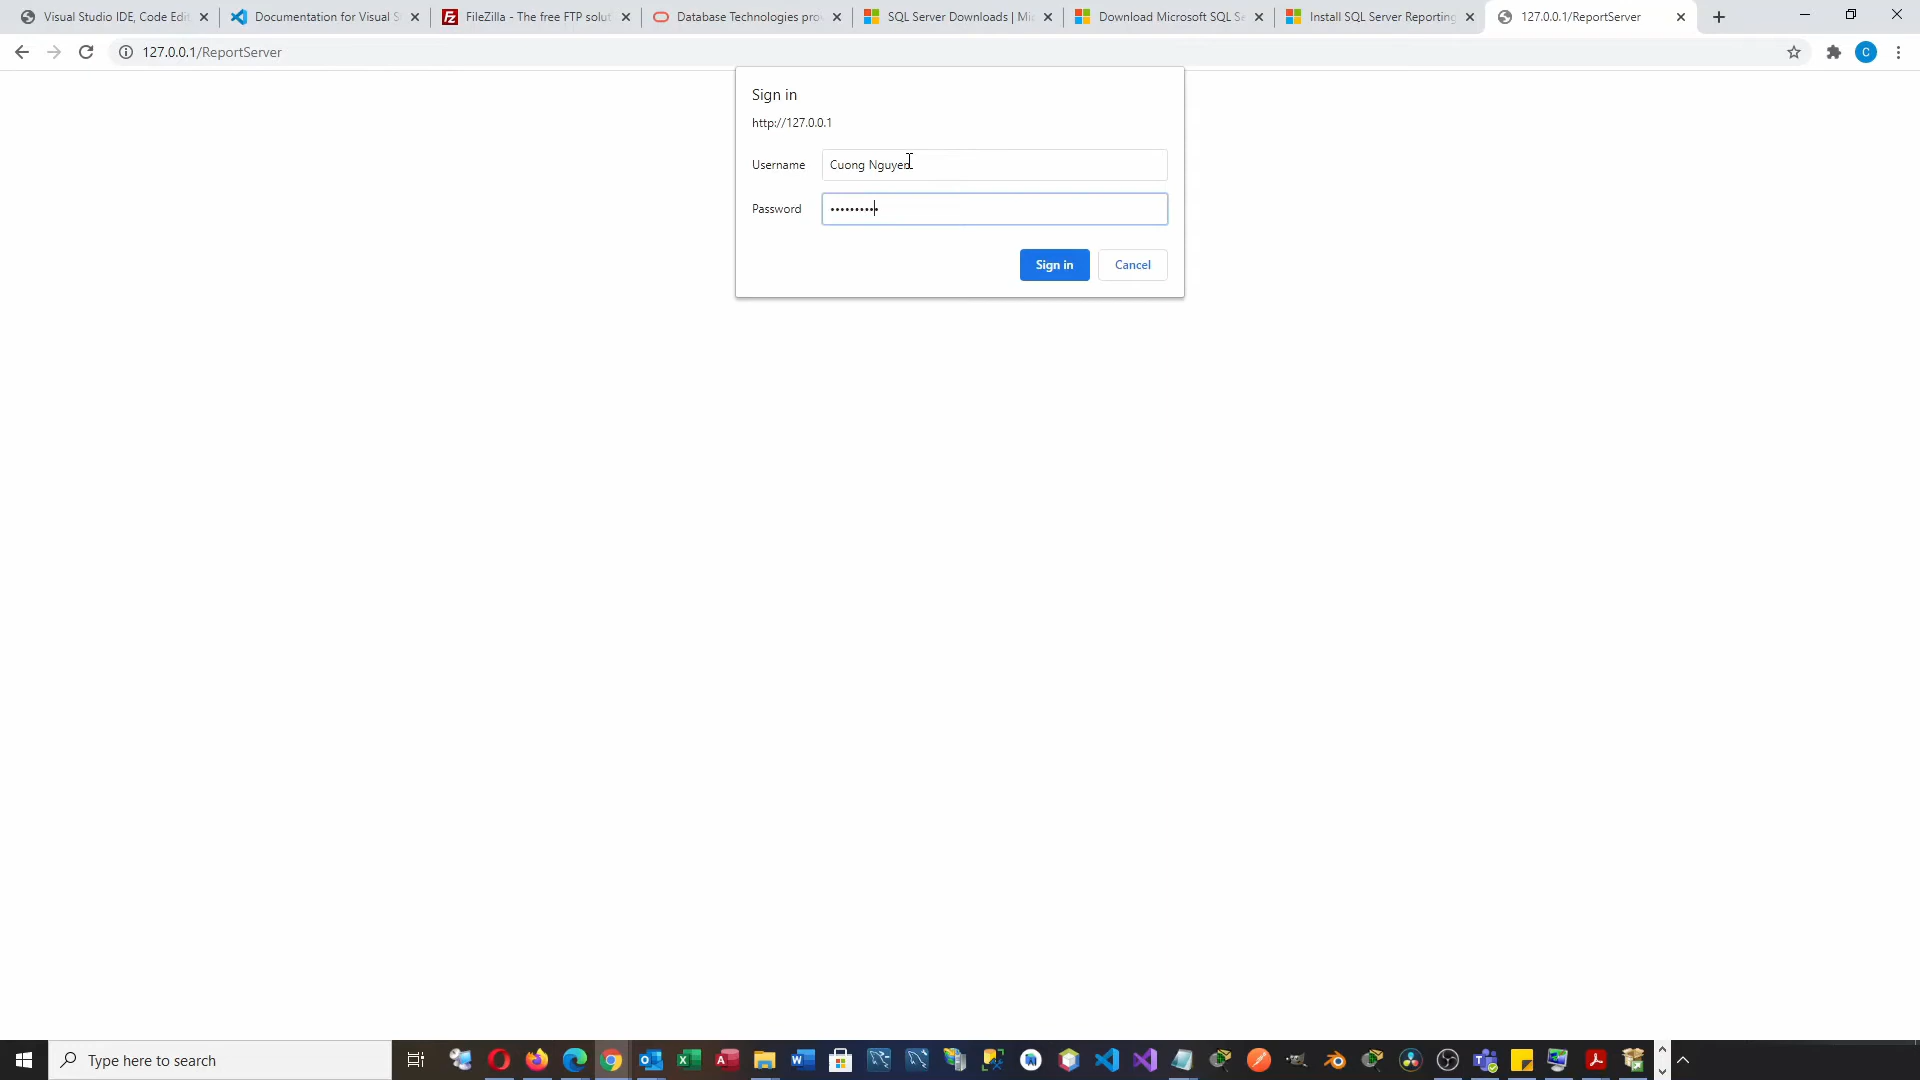 Visual Studio IDE, Code Edit
Documentation for Visual S
FileZilla - The free FTP solut
Database Technologies pro
SQL Server Downloads | Mi
Download Microsoft SQL Se
Install SQL Server Reporting
127.0.0.1/ReportServer
127.0.0.1/ReportServer
C
Sign in
http://127.0.0.1
Username
Cuong Nguyen
Password
Sign in
Cancel
Type here to search